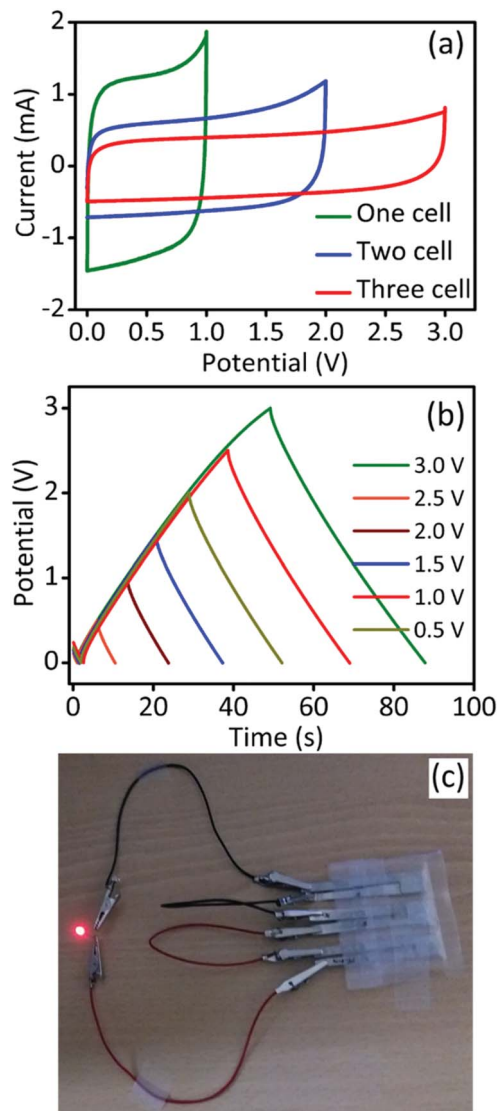 (a)
2
1
0
-1
-2
Current (mA)
One cell
Two cell
Three cell
0.0 0.5 1.0 1.5 2.0 2.5 3.0
Potential (V)
(b)
3
2
1
0
Potential (V)
3.0 V
2.5 V
2.0 V
1.5 V
1.0 V
0.5 V
0 20 40 60 80 100
Time (s)
(c)